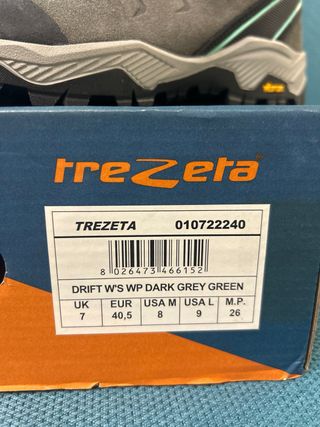 vibram
treZeta
TREZETA 010722240
8 026473 466152
DRIFT W'S WP DARK GREY GREEN
UK EUR USA M USA L M.P.
7 40,5 8 9 26